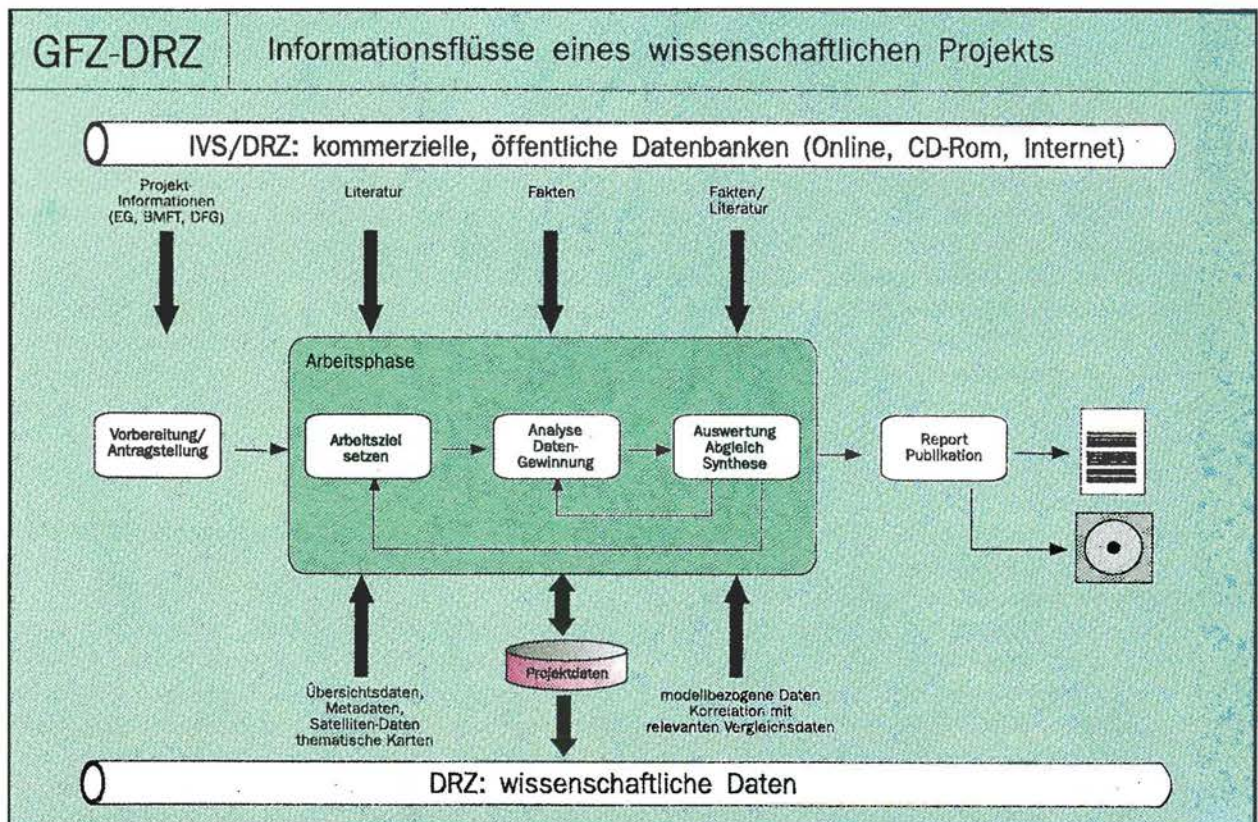 GFZ-DRZ
Informationsflüsse eines wissenschaftlichen Projekts
IVS/DRZ: kommerzielle, öffentliche Datenbanken (Online, CD-Rom, Internet)
Projekt-
Informationen
(EG, BMFT, DFG)
Literatur
Fakten
Fakten/
Literatur
Arbeitsphase
Vorbereitung/
Antragstellung
Arbeitsziel
setzen
Analyse
Daten-
Gewinnung
Auswertung
Abgleich
Synthese
Report
Publikation
Projektdaten
Übersichtsdaten,
Metadaten,
Satelliten-Daten
thematische Karten
modellbezogene Daten
Korrelation mit
relevanten Vergleichsdaten
DRZ: wissenschaftliche Daten